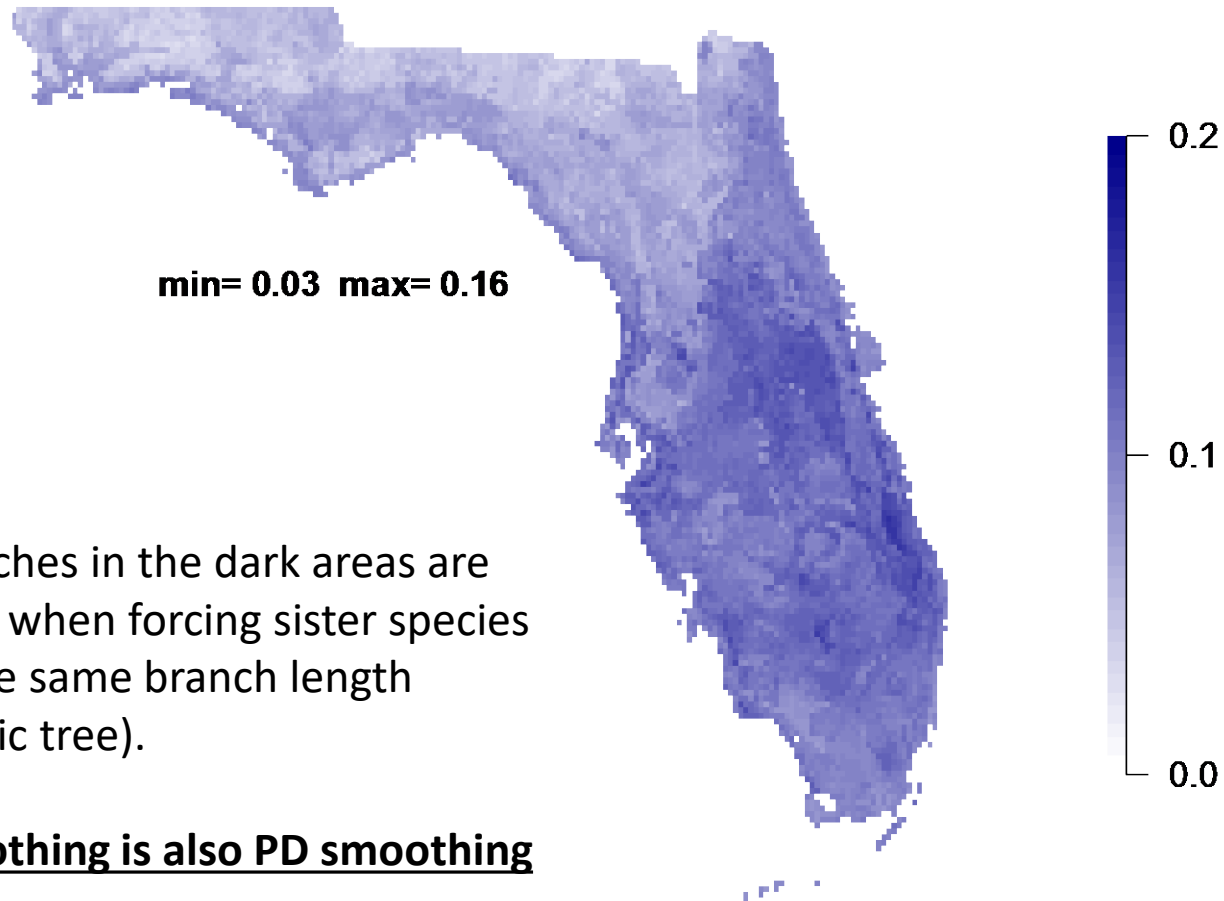 0.2
min= 0.03 max= 0.16
0.1
ches in the dark areas are
when forcing sister species
e same branch length
ic tree).
0.0
othing is also PD smoothing